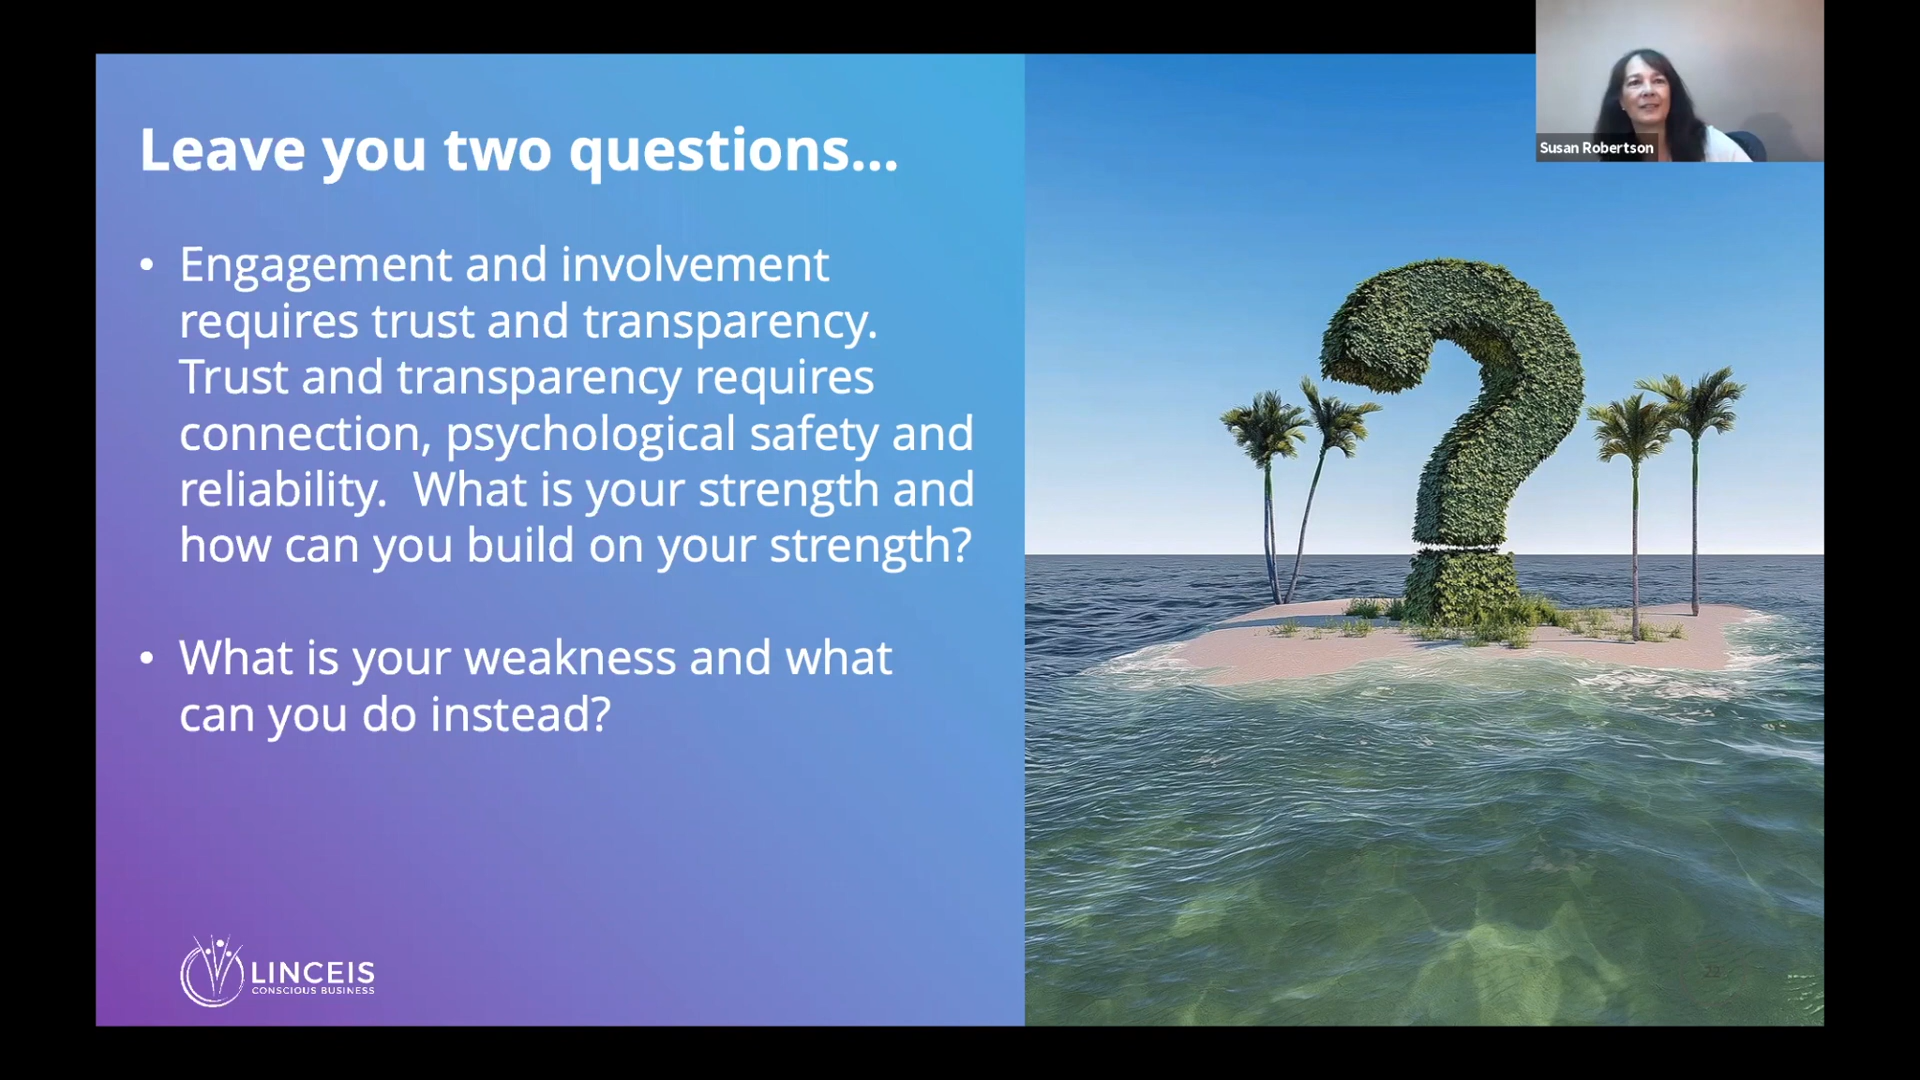 Susan Robertson
Leave you two questions...
• Engagement and involvement
requires trust and transparency.
Trust and transparency requires
connection, psychological safety and
reliability.  What is your strength and
how can you build on your strength?
• What is your weakness and what
can you do instead?
LINCEIS
CONSCIOUS BUSINESS
22